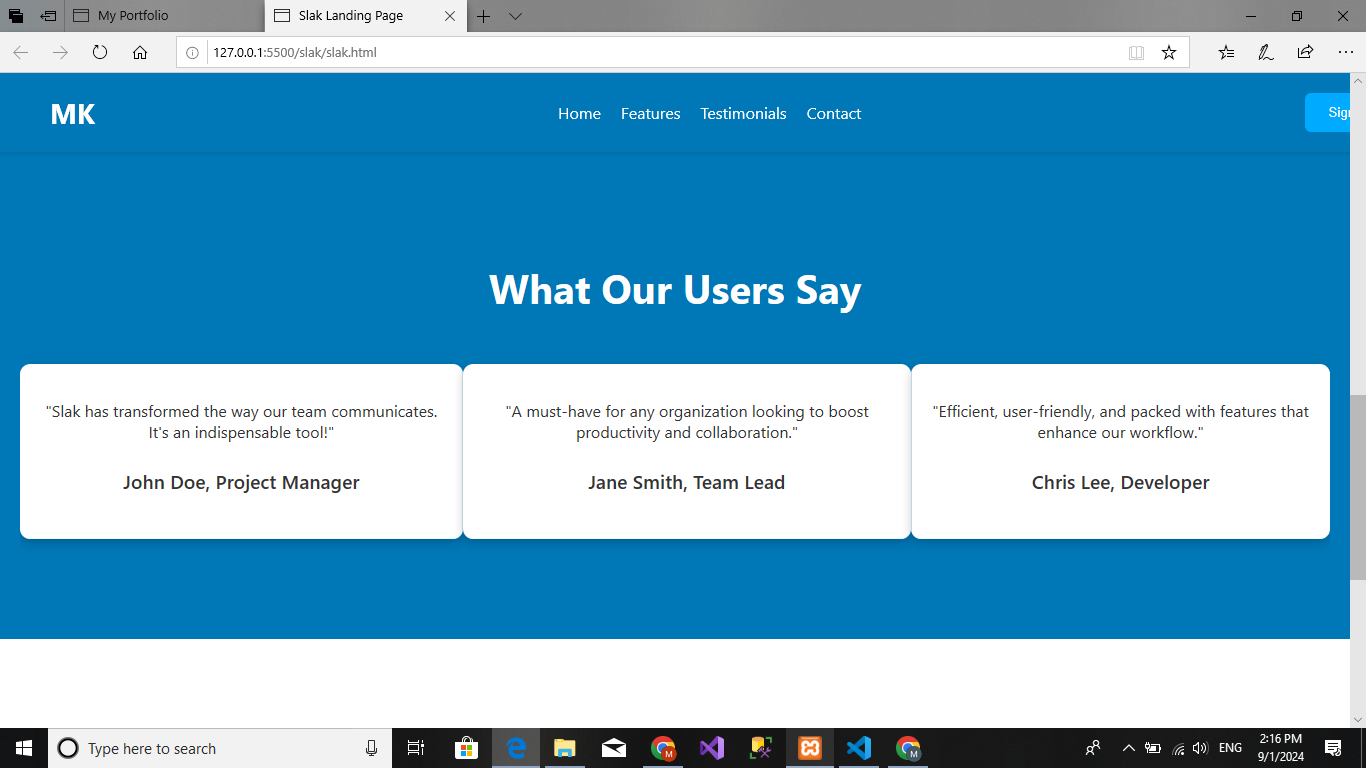 My Portfolio
Slak Landing Page
127.0.0.1:5500/slak/slak.html
MK
Home Features Testimonials Contact
Sign
What Our Users Say
"Slak has transformed the way our team communicates.
It's an indispensable tool!"
John Doe, Project Manager
"A must-have for any organization looking to boost
productivity and collaboration."
Jane Smith, Team Lead
"Efficient, user-friendly, and packed with features that
enhance our workflow."
Chris Lee, Developer
Type here to search
M
M
ENG
2:16 PM
9/1/2024